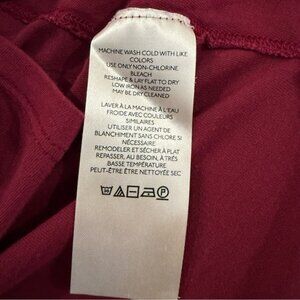 MACHINE WASH COLD WITH LIKE
COLORS
USE ONLY NON-CHLORINE
BLEACH
RESHAPE & LAY FLAT TO DRY
LOW IRON AS NEEDED
MAY BE DRY CLEANED
LAVER À LA MACHINE À L'EAU
FROIDE AVEC COULEURS
SIMILAIRES
UTILISER UN AGENT DE
BLANCHIMENT SANS CHLORE SI
NÉCESSAIRE
REMODELER ET SÉCHER À PLAT
REPASSER, AU BESOIN, À TRÈS
BASSE TEMPÉRATURE
PEUT-ÊTRE ÊTRE NETTOYÉE SEC